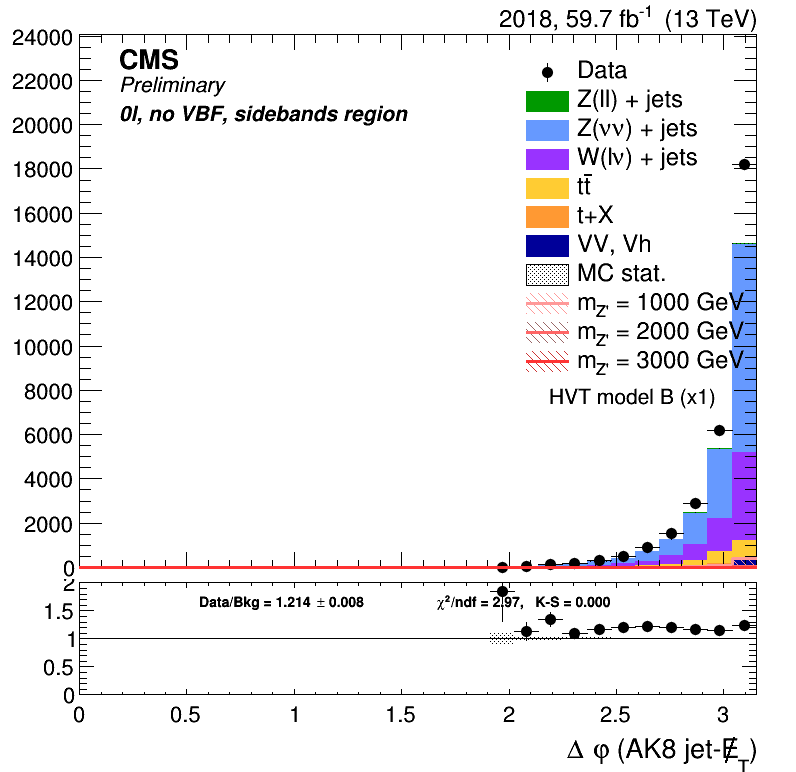 2018, 59.7 fb⁻¹ (13 TeV)
24000
22000
20000
18000
16000
14000
12000
10000
8000
6000
4000
2000
0
CMS
Preliminary
0l, no VBF, sidebands region
Data
Z(ll) + jets
Z(νν) + jets
W(lν) + jets
tt̄
t+X
VV, Vh
MC stat.
m_Z' = 1000 GeV
m_Z' = 2000 GeV
m_Z' = 3000 GeV
HVT model B (x1)
2
1.5
1
0.5
0
Data/Bkg = 1.214 ± 0.008
χ²/ndf = 2.97, K-S = 0.000
0 0.5 1 1.5 2 2.5 3
Δ φ (AK8 jet-E̸_T)